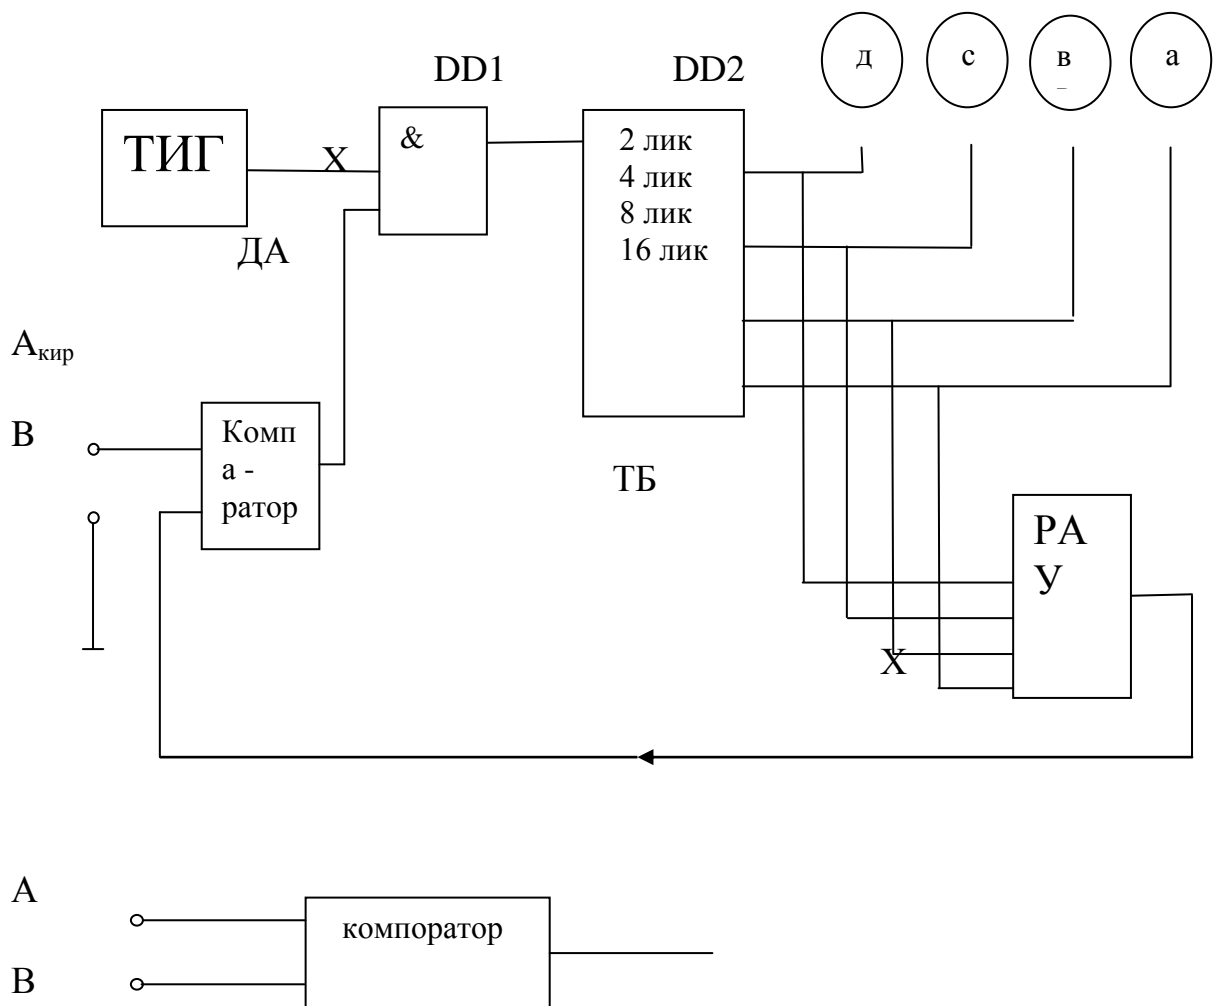 д с в а
DD1 DD2
ТИГ
Х
&
2 лик
4 лик
8 лик
16 лик
ДА
Акир
В
Комп
а -
ратор
ТБ
РА
У
Х
А
компоратор
В